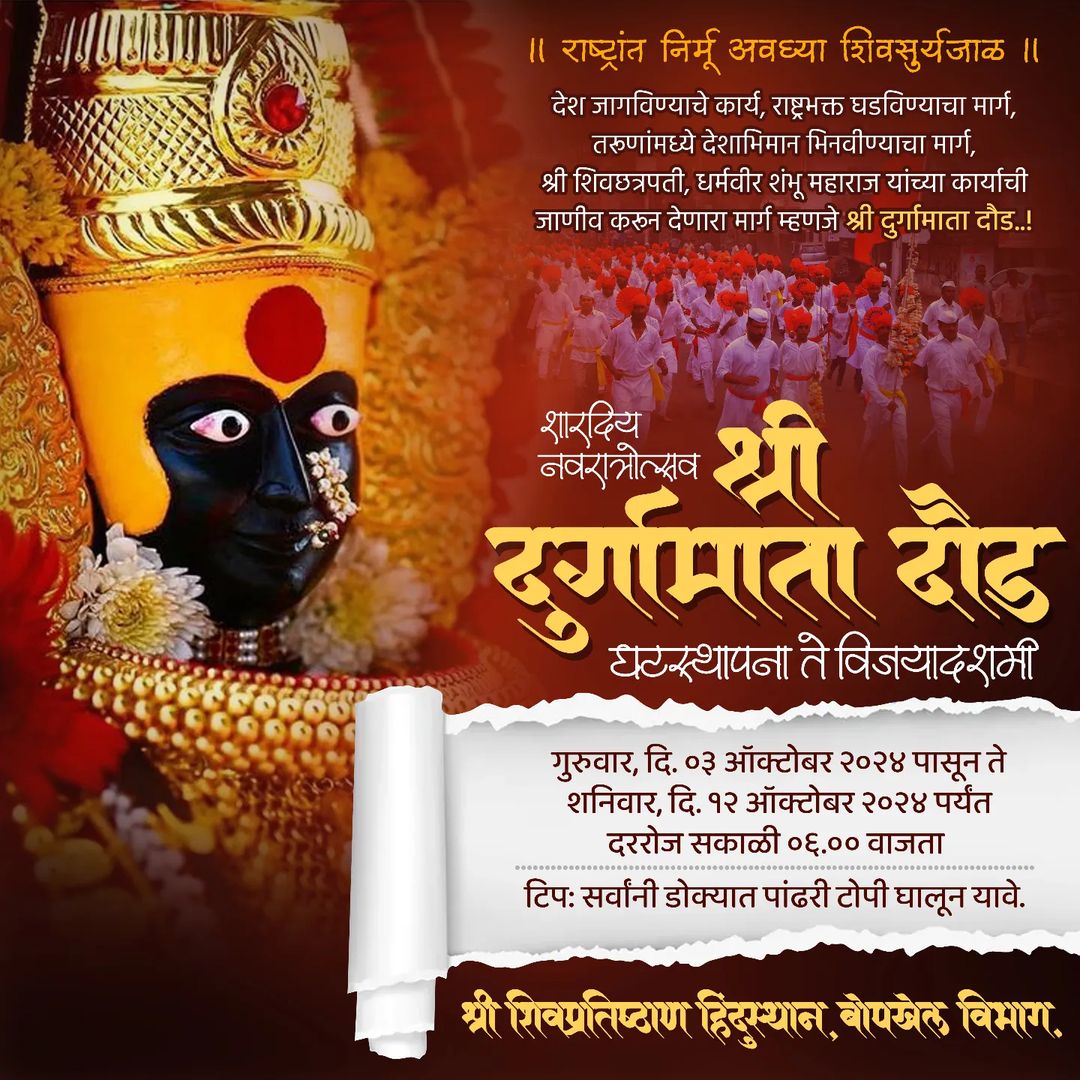 ॥ राष्ट्रांत निर्मू अवघ्या शिवसुर्यजाळ ॥
देश जागविण्याचे कार्य, राष्ट्रभक्त घडविण्याचा मार्ग,
तरूणांमध्ये देशाभिमान भिनवीण्याचा मार्ग,
श्री शिवछत्रपती, धर्मवीर शंभू महाराज यांच्या कार्याची
जाणीव करून देणारा मार्ग म्हणजे श्री दुर्गामाता दौड..!
शारदिय
नवरात्रोत्सव
श्री
दुर्गामाता दौड
घटस्थापना ते विजयादशमी
गुरुवार, दि. ०३ ऑक्टोबर २०२४ पासून ते
शनिवार, दि. १२ ऑक्टोबर २०२४ पर्यंत
दररोज सकाळी ०६.०० वाजता
टिप: सर्वांनी डोक्यात पांढरी टोपी घालून यावे.
श्री शिवप्रतिष्ठाण हिंदुस्थान, बोपखेल विभाग.